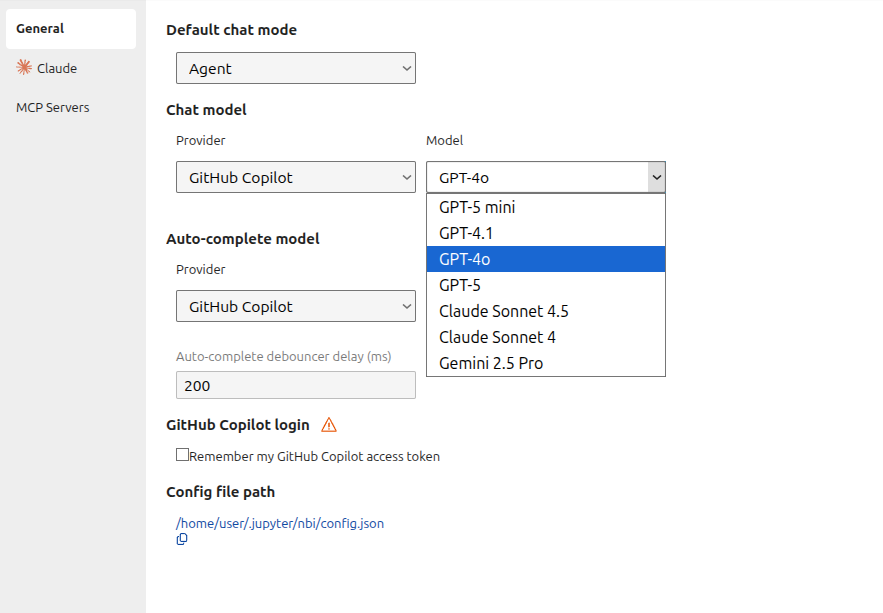 General
Claude
MCP Servers
Default chat mode
Agent
Chat model
Provider
Model
GitHub Copilot
GPT-4o
GPT-5 mini
GPT-4.1
GPT-4o
GPT-5
Claude Sonnet 4.5
Claude Sonnet 4
Gemini 2.5 Pro
Auto-complete model
Provider
GitHub Copilot
Auto-complete debouncer delay (ms)
200
GitHub Copilot login
Remember my GitHub Copilot access token
Config file path
/home/user/.jupyter/nbi/config.json